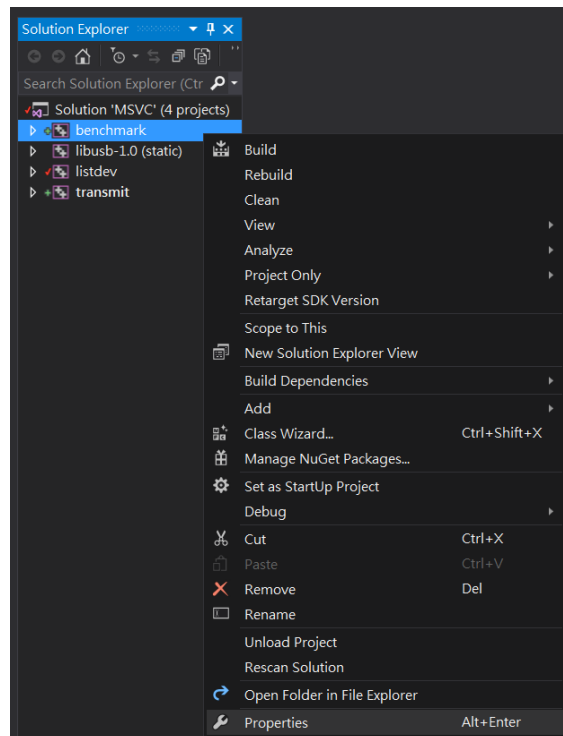 Solution Explorer
Search Solution Explorer (Ctr
Solution 'MSVC' (4 projects)
benchmark
libusb-1.0 (static)
listdev
transmit
Build
Rebuild
Clean
View
Analyze
Project Only
Retarget SDK Version
Scope to This
New Solution Explorer View
Build Dependencies
Add
Class Wizard... Ctrl+Shift+X
Manage NuGet Packages...
Set as StartUp Project
Debug
Cut Ctrl+X
Paste Ctrl+V
Remove Del
Rename
Unload Project
Rescan Solution
Open Folder in File Explorer
Properties Alt+Enter